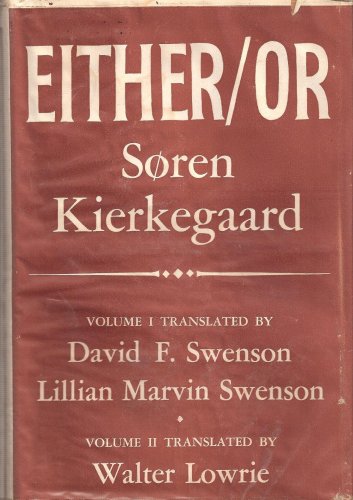 EITHER/OR
Søren
Kierkegaard
VOLUME I TRANSLATED BY
David F. Swenson
Lillian Marvin Swenson
VOLUME II TRANSLATED BY
Walter Lowrie